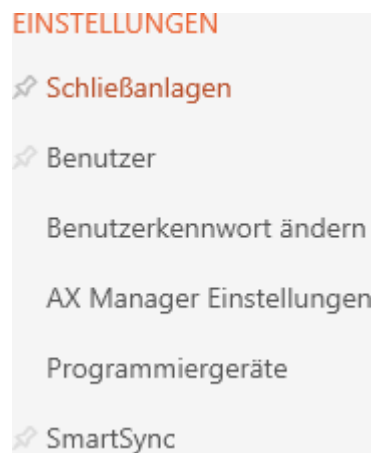 EINSTELLUNGEN
Schließanlagen
Benutzer
Benutzerkennwort ändern
AX Manager Einstellungen
Programmiergeräte
SmartSync